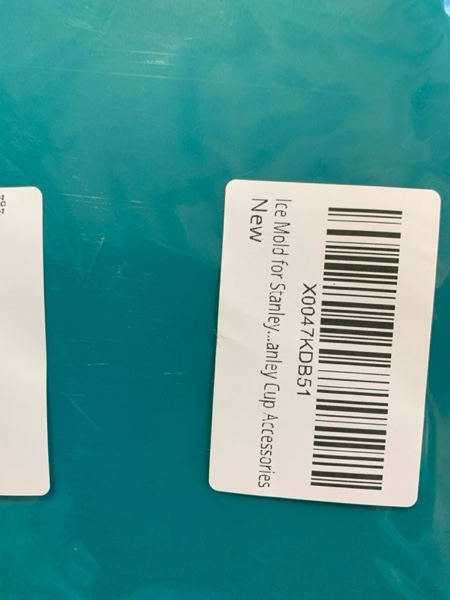 X0047KDB51
Ice Mold for Stanley...anley Cup Accessories
New